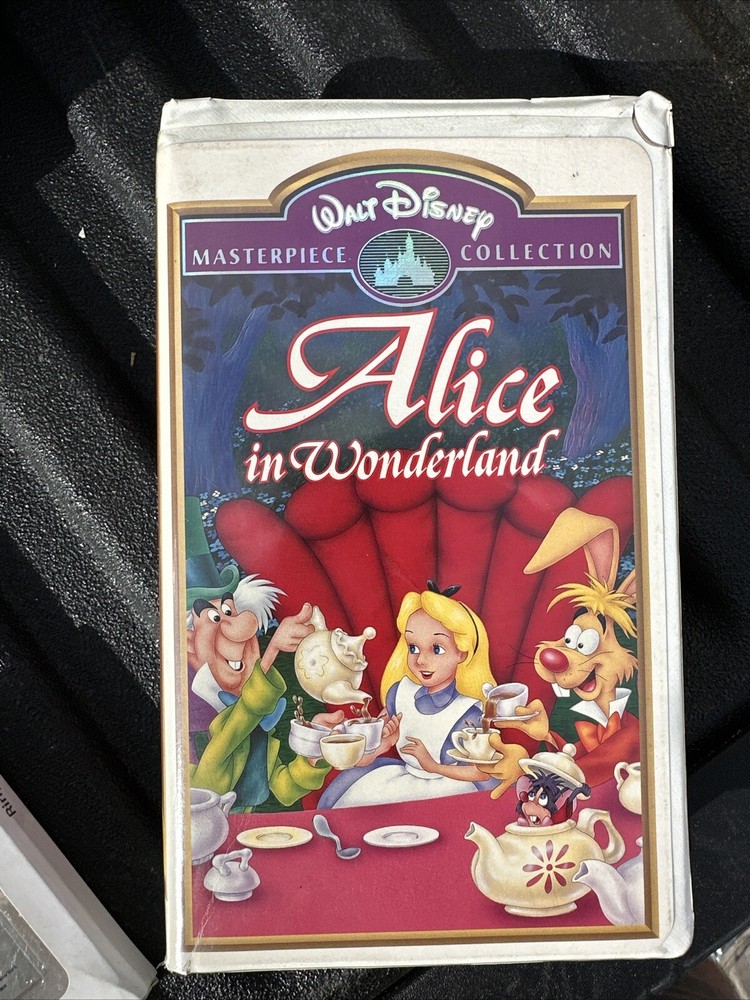 Walt Disney
MASTERPIECE COLLECTION
Alice
in Wonderland